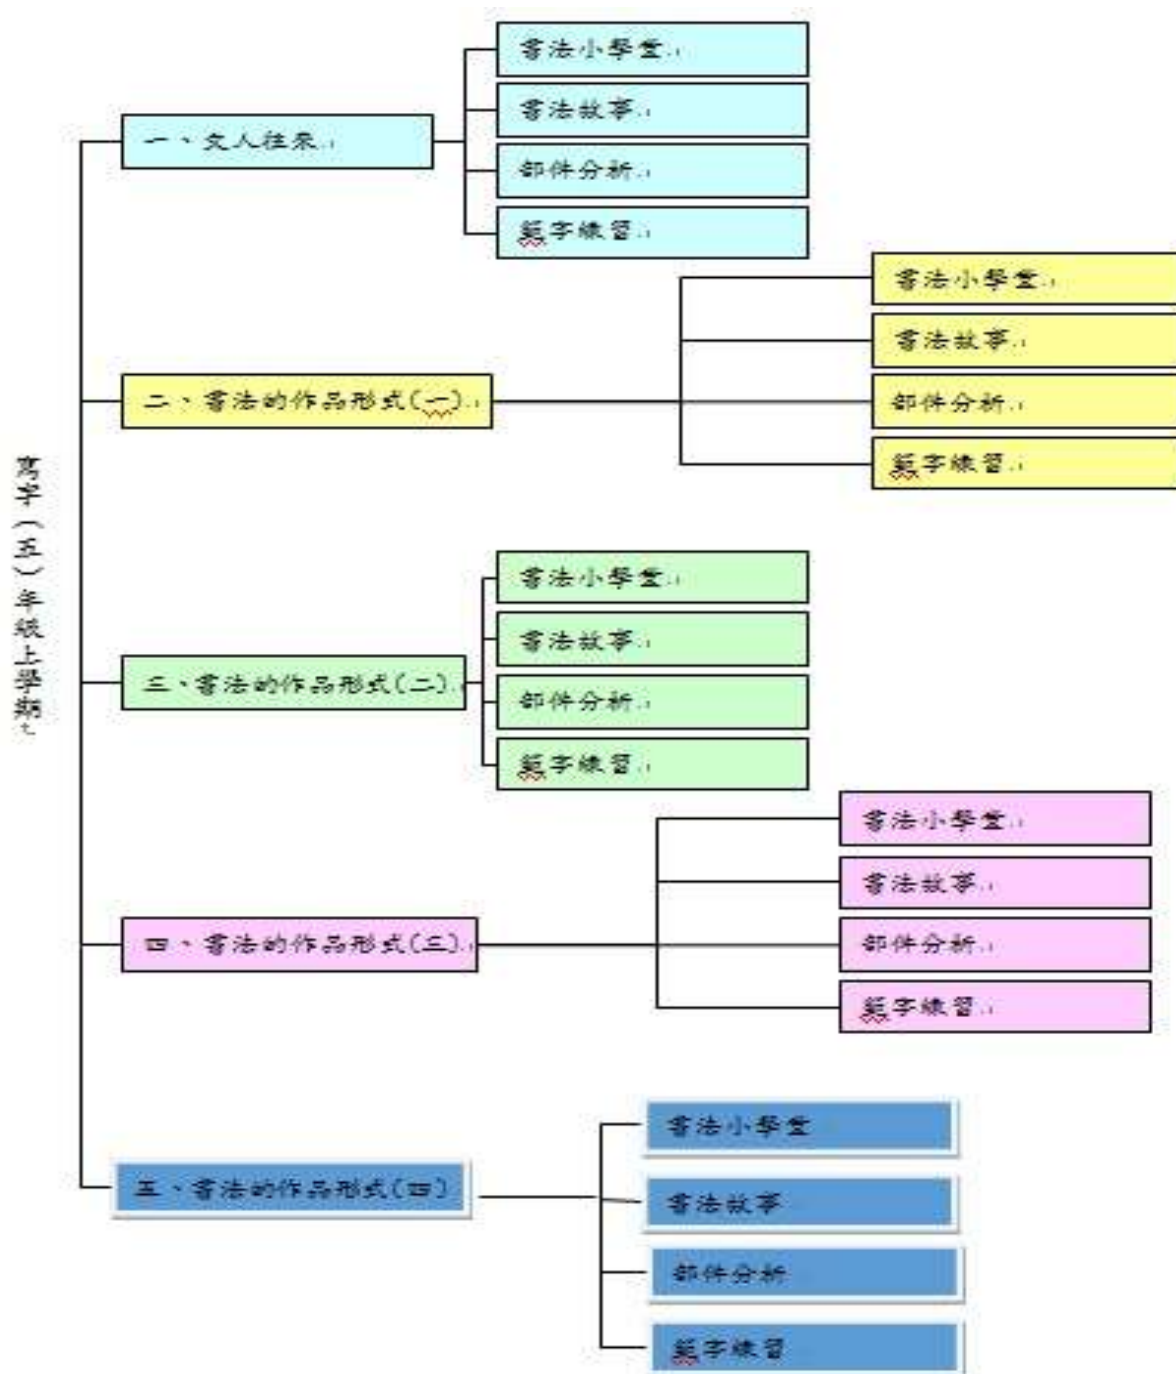 高年(五)年級上學期
一、文人往來
書法小學堂
書法故事
部件分析
範字練習
二、書法的作品形式(一)
書法小學堂
書法故事
部件分析
範字練習
三、書法的作品形式(二)
書法小學堂
書法故事
部件分析
範字練習
四、書法的作品形式(三)
書法小學堂
書法故事
部件分析
範字練習
五、書法的作品形式(四)
書法小學堂
書法故事
部件分析
範字練習